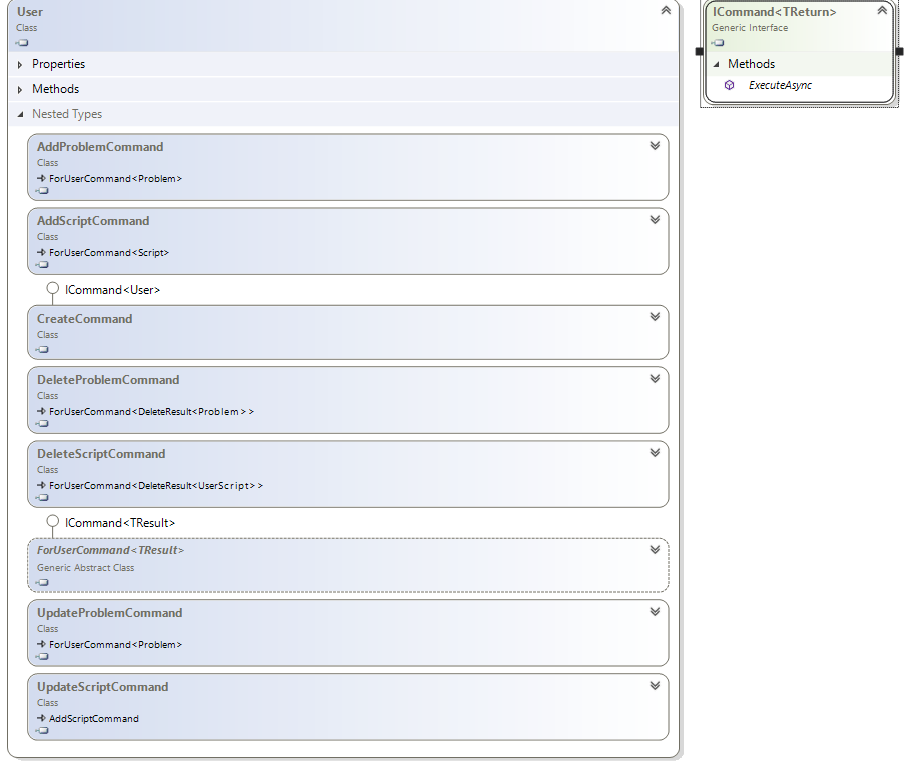 User
Class
Properties
Methods
Nested Types
AddProblemCommand
Class
ForUserCommand<Problem>
AddScriptCommand
Class
ForUserCommand<Script>
ICommand<User>
CreateCommand
Class
DeleteProblemCommand
Class
ForUserCommand<DeleteResult<Problem>>
DeleteScriptCommand
Class
ForUserCommand<DeleteResult<UserScript>>
ICommand<TResult>
ForUserCommand<TResult>
Generic Abstract Class
UpdateProblemCommand
Class
ForUserCommand<Problem>
UpdateScriptCommand
Class
AddScriptCommand
ICommand<TReturn>
Generic Interface
Methods
ExecuteAsync